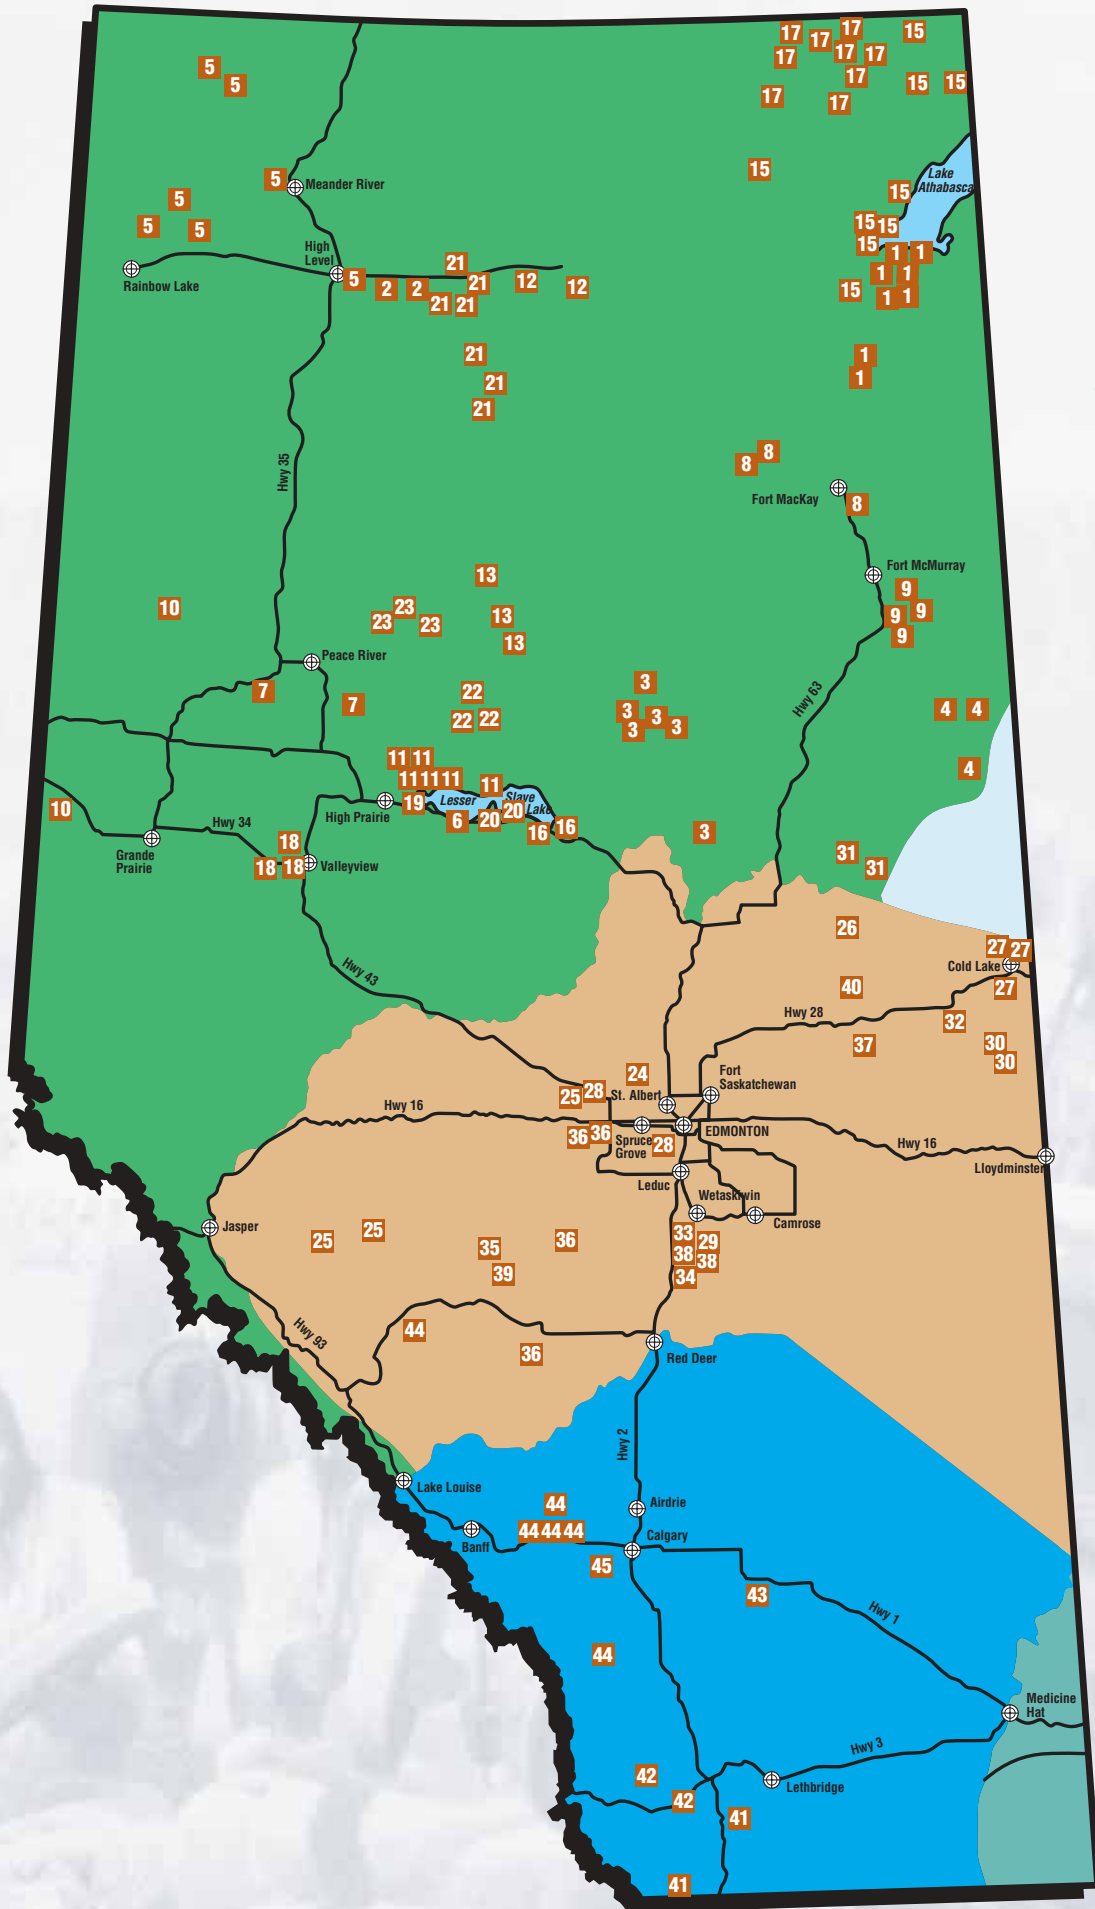 17
17
17
15
17
17
17
5
5
17
15
15
17
17
15
Lake
Athabasca
5
Meander River
5
15
5
5
15
15
15
High
Level
1
1
21
Rainbow Lake
5
2
2
21
12
12
1
1
15
1
1
21
21
21
1
21
1
21
8
8
Hwy 35
Fort MacKay
8
Fort McMurray
13
9
10
23
9
9
23
23
13
9
13
Peace River
7
3
22
7
Hwy 63
3
3
3
3
4
4
22
22
11
11
4
11
11
11
11
10
19
Lesser
Slave
Lake
High Prairie
6
20
20
16
16
Hwy 34
3
Grande
Prairie
18
18
18
Valleyview
31
31
26
27
27
Cold Lake
Hwy 43
40
27
Hwy 28
32
37
30
30
24
Fort
Saskatchewan
25
28
St. Albert
Hwy 16
36
36
Spruce
Grove
28
EDMONTON
Hwy 16
Lloydminster
Leduc
Wetaskiwin
Jasper
Camrose
25
25
35
36
33
29
38
38
39
34
Hwy 93
44
36
Red Deer
Hwy 2
Lake Louise
44
Airdrie
44
44
44
Calgary
Banff
45
43
Hwy 1
44
Medicine
Hat
Hwy 3
42
Lethbridge
42
41
41